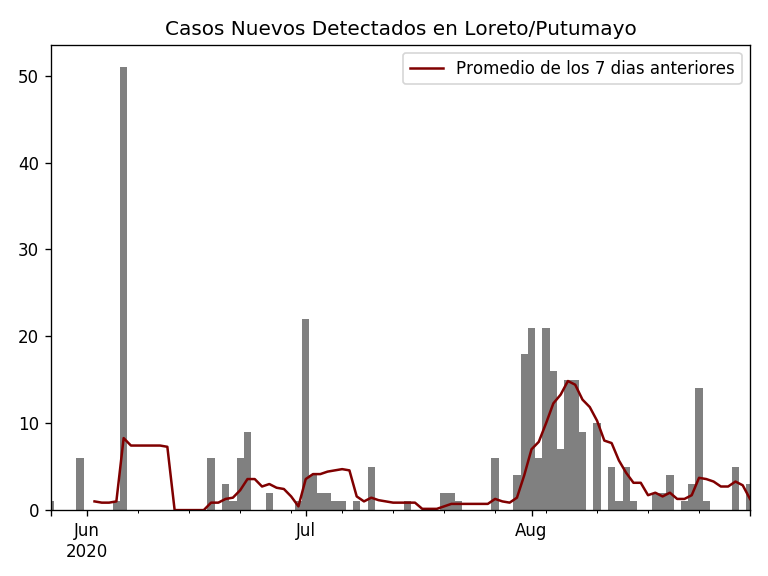 Casos Nuevos Detectados en Loreto/Putumayo
Promedio de los 7 dias anteriores
50
40
30
20
10
0
Jun
2020
Jul
Aug